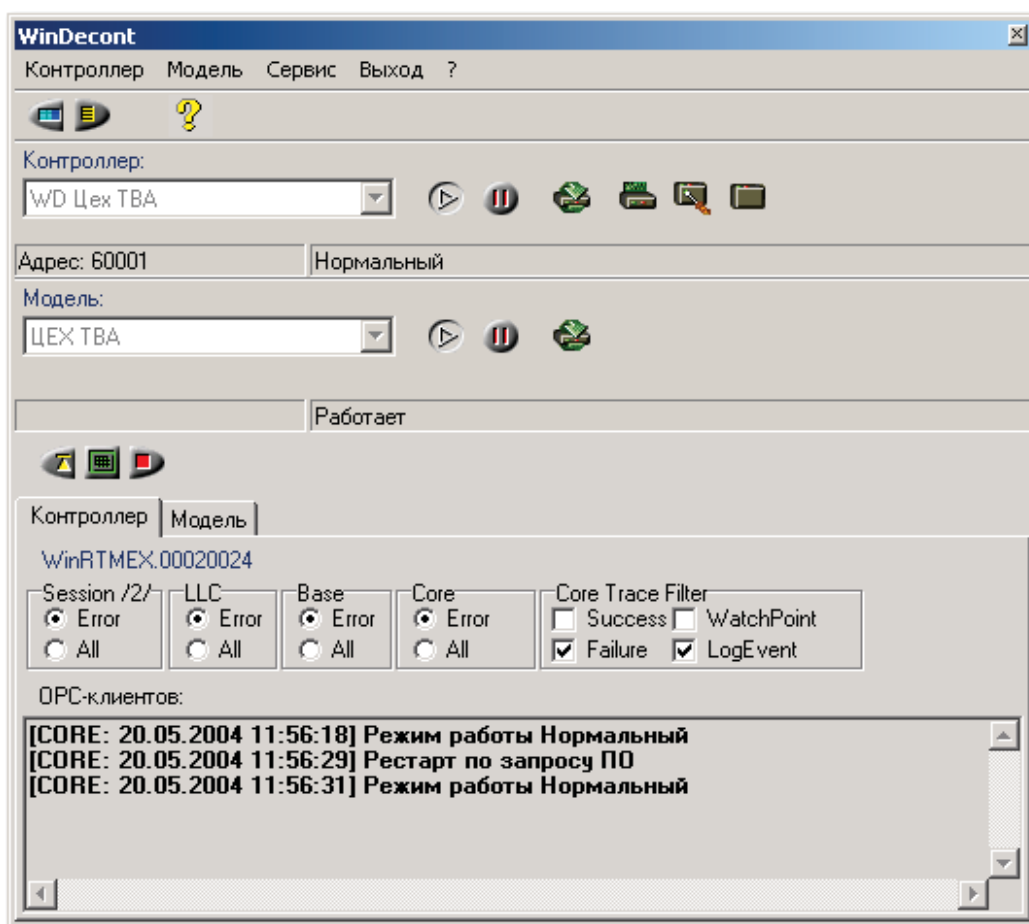 WinDecont
Контроллер Модель Сервис Выход ?
Контроллер:
WD Цех ТВА
Адрес: 60001 Нормальный
Модель:
ЦЕХ ТВА
Работает
Контроллер Модель
WinRTMEX.00020024
Session /2/ LLC Base Core Core Trace Filter
Error Error Error Error Success WatchPoint
All All All All Failure LogEvent
OPC-клиентов:
[CORE: 20.05.2004 11:56:18] Режим работы Нормальный
[CORE: 20.05.2004 11:56:29] Рестарт по запросу ПО
[CORE: 20.05.2004 11:56:31] Режим работы Нормальный